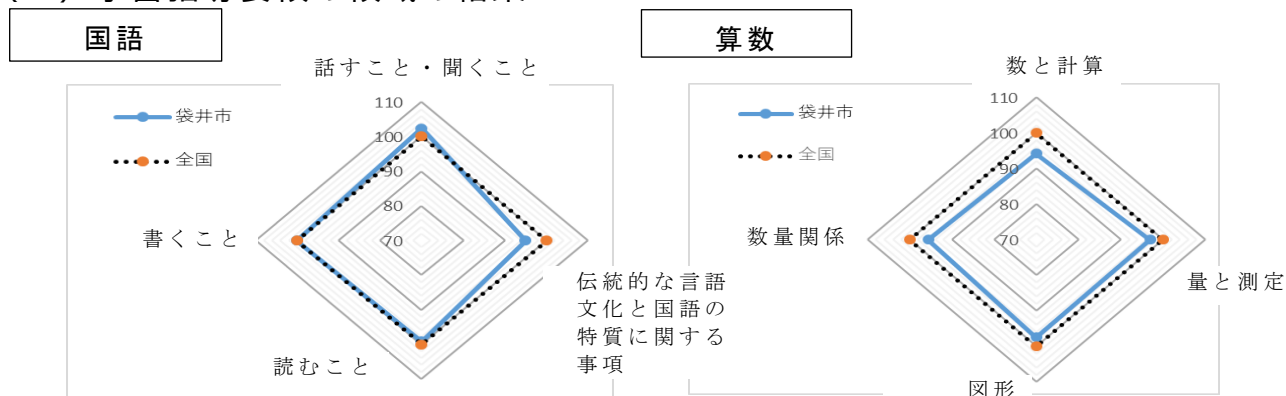 国語
話すこと・聞くこと
袋井市
全国
110
100
90
80
70
書くこと
伝統的な言語
文化と国語の
特質に関する
事項
読むこと
算数
数と計算
袋井市
全国
110
100
90
80
70
数量関係
量と測定
図形